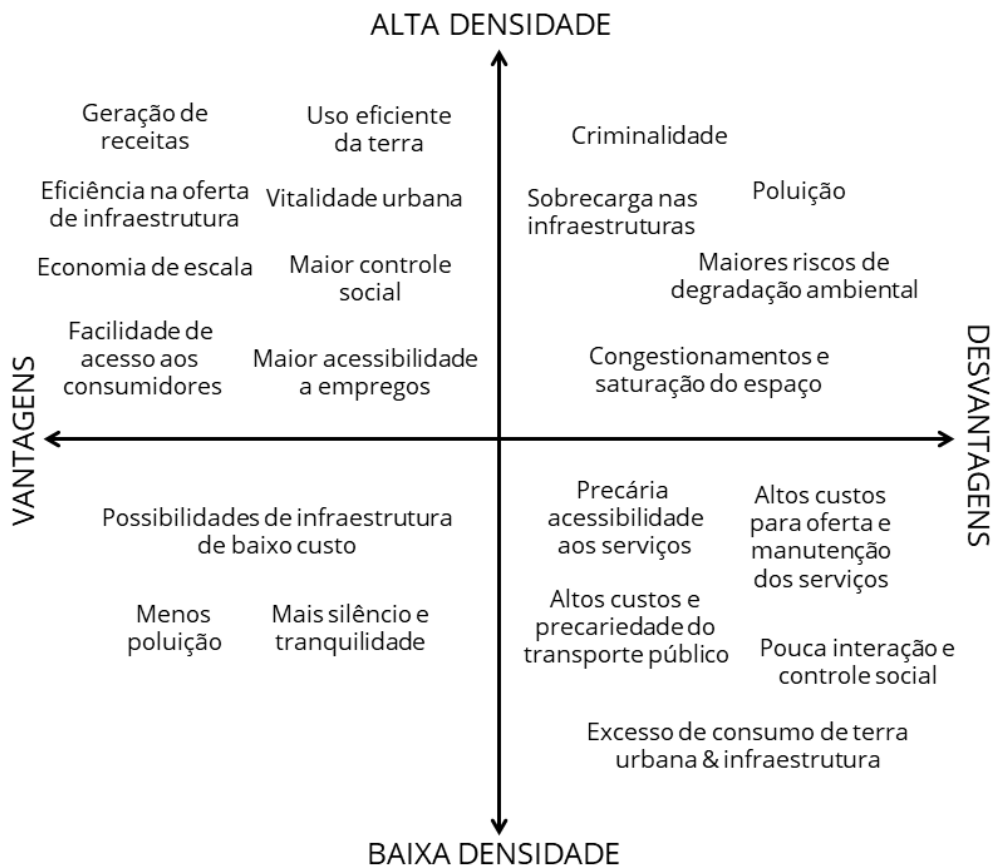 ALTA DENSIDADE
Geração de
receitas
Uso eficiente
da terra
Eficiência na oferta
de infraestrutura
Vitalidade urbana
Economia de escala
Maior controle
social
Facilidade de
acesso aos
consumidores
Maior acessibilidade
a empregos
Criminalidade
Sobrecarga nas
infraestruturas
Poluição
Maiores riscos de
degradação ambiental
Congestionamentos e
saturação do espaço
VANTAGENS
DESVANTAGENS
Possibilidades de infraestrutura
de baixo custo
Menos
poluição
Mais silêncio e
tranquilidade
Precária
acessibilidade
aos serviços
Altos custos
para oferta e
manutenção
dos serviços
Altos custos e
precariedade do
transporte público
Pouca interação e
controle social
Excesso de consumo de terra
urbana & infraestrutura
BAIXA DENSIDADE